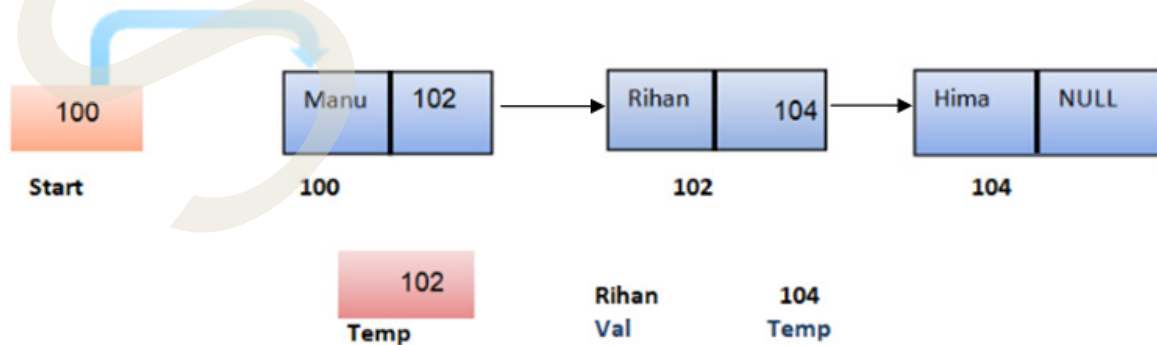 100
Manu 102
Rihan 104
Hima NULL
Start 100 102 104
102
Rihan 104
Temp Val Temp